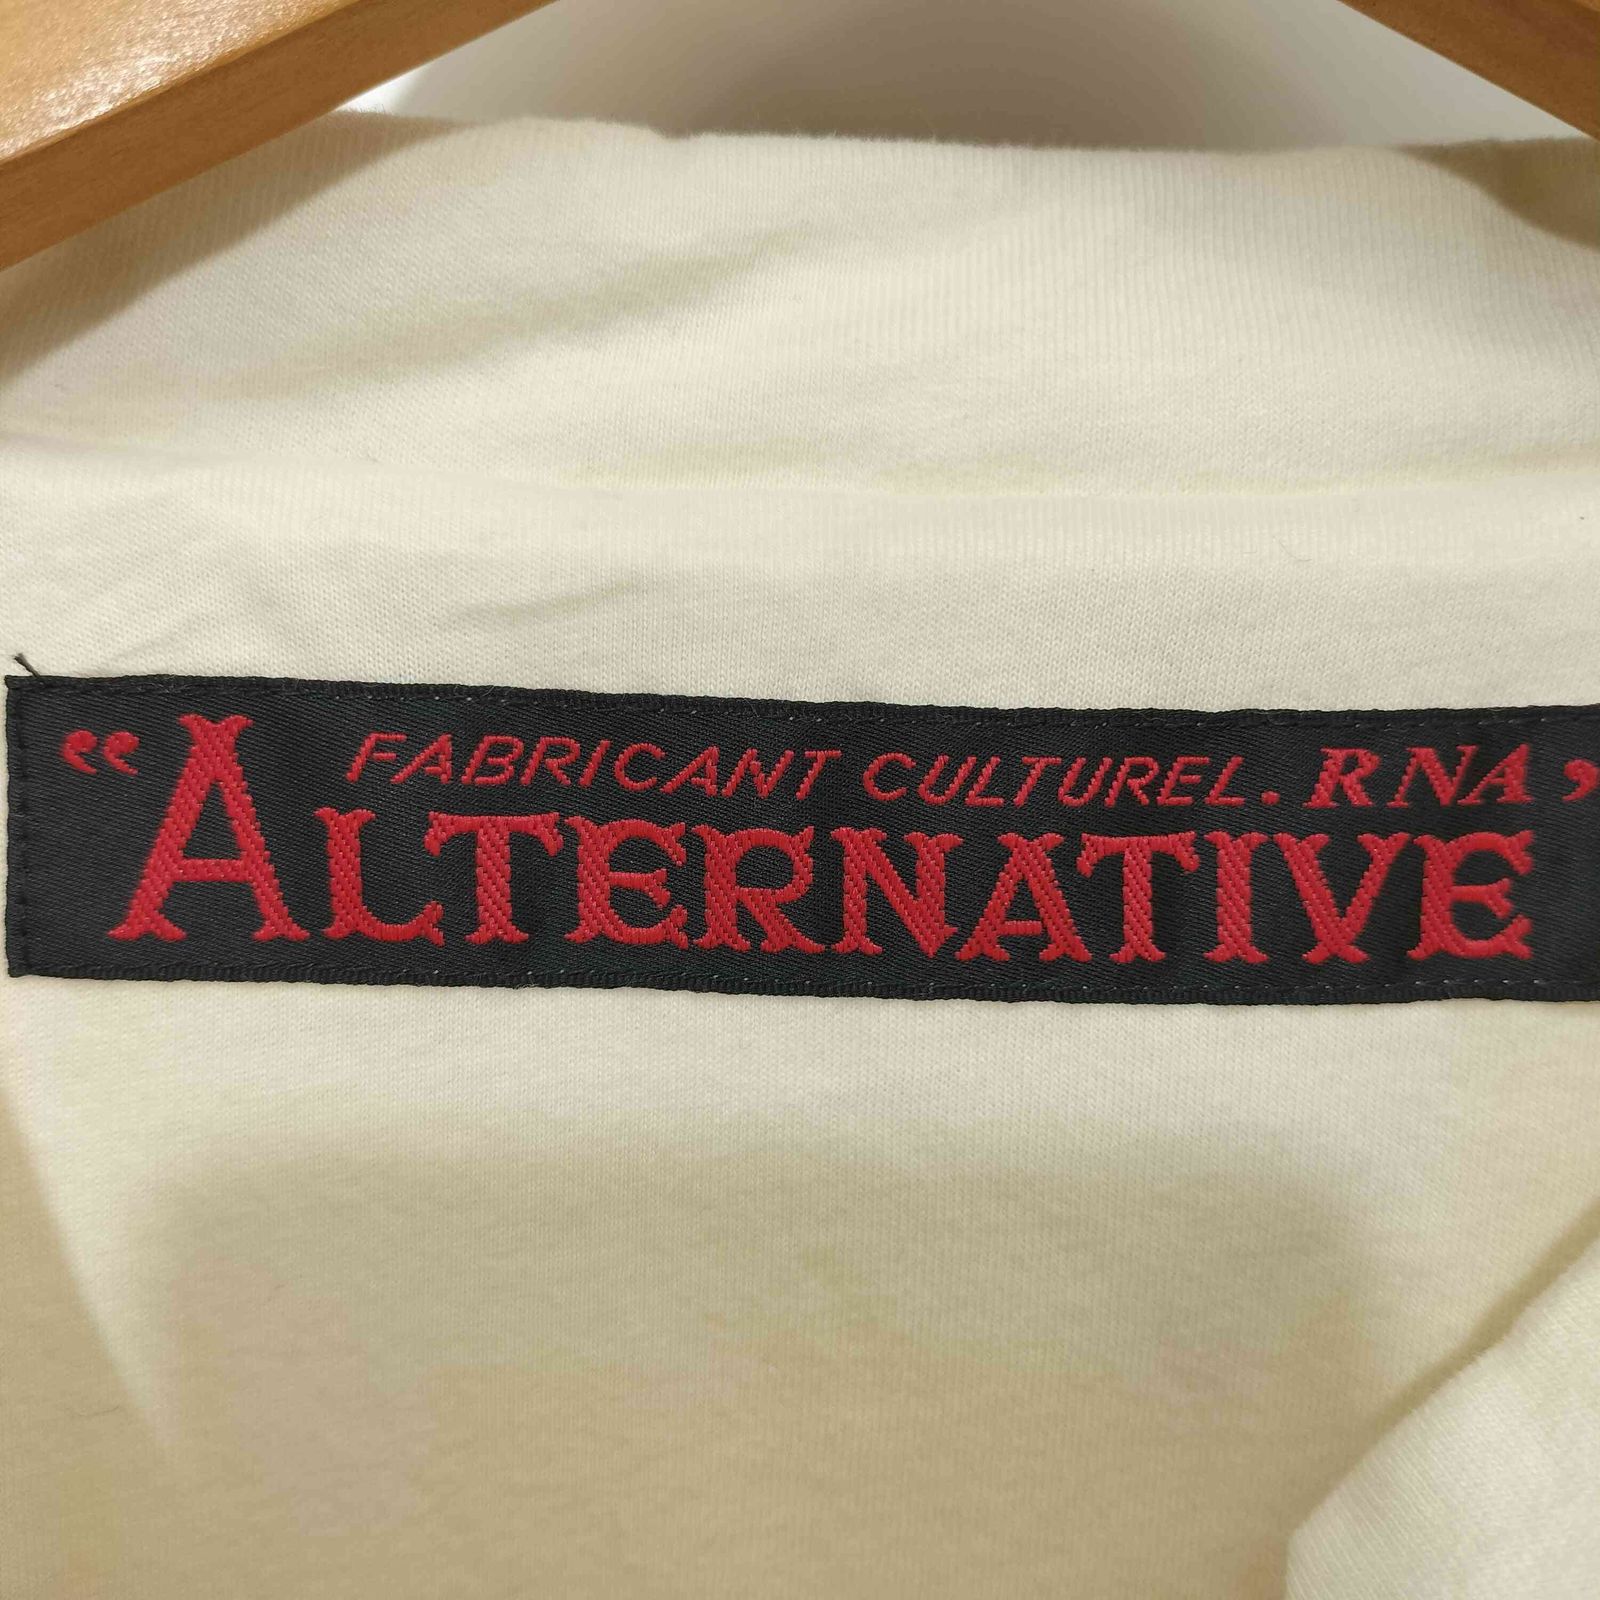 “ FABRICANT CULTUREL. RNA ’
ALTERNATIVE